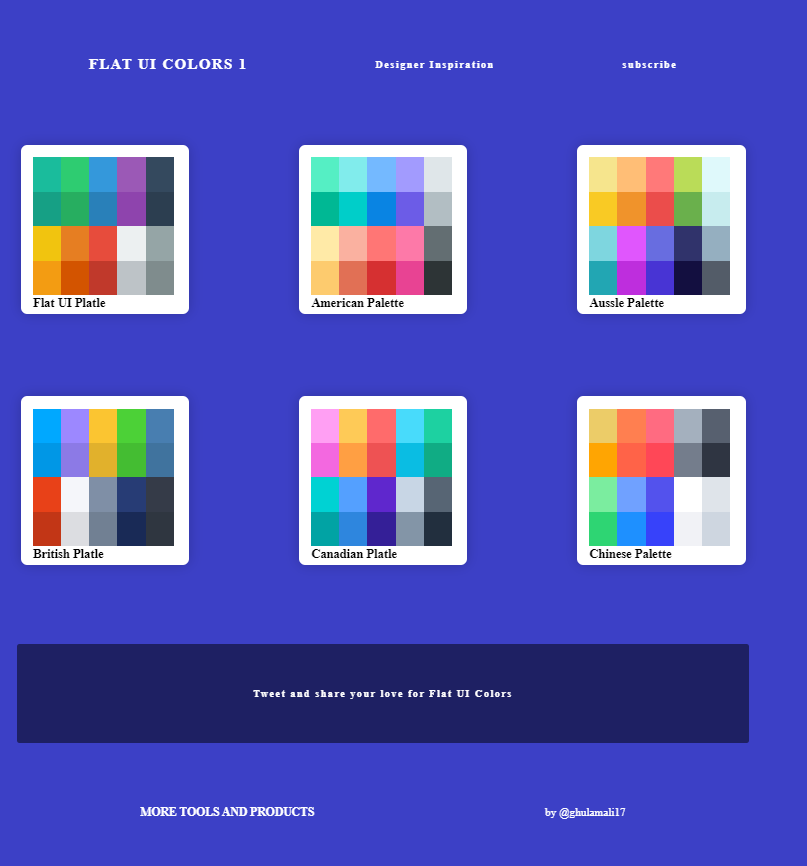 FLAT UI COLORS 1
Designer Inspiration
subscribe
Flat UI Platle
American Palette
Aussle Palette
British Platle
Canadian Platle
Chinese Palette
Tweet and share your love for Flat UI Colors
MORE TOOLS AND PRODUCTS
by @ghulamali17